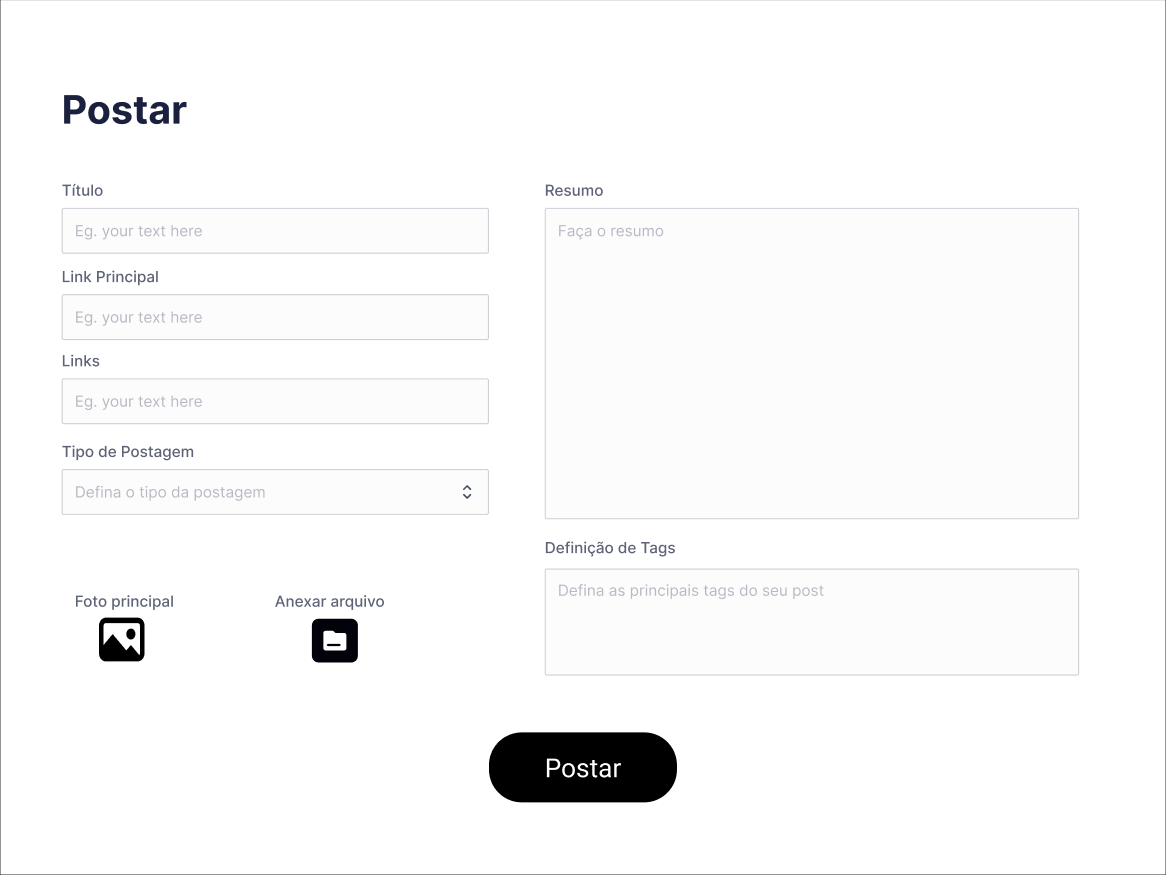 Postar
Título
Eg. your text here
Link Principal
Eg. your text here
Links
Eg. your text here
Tipo de Postagem
Defina o tipo da postagem
Foto principal
Anexar arquivo
Resumo
Faça o resumo
Definição de Tags
Defina as principais tags do seu post
Postar